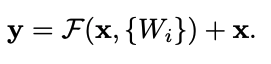 y = F(x, {W_i}) + x.